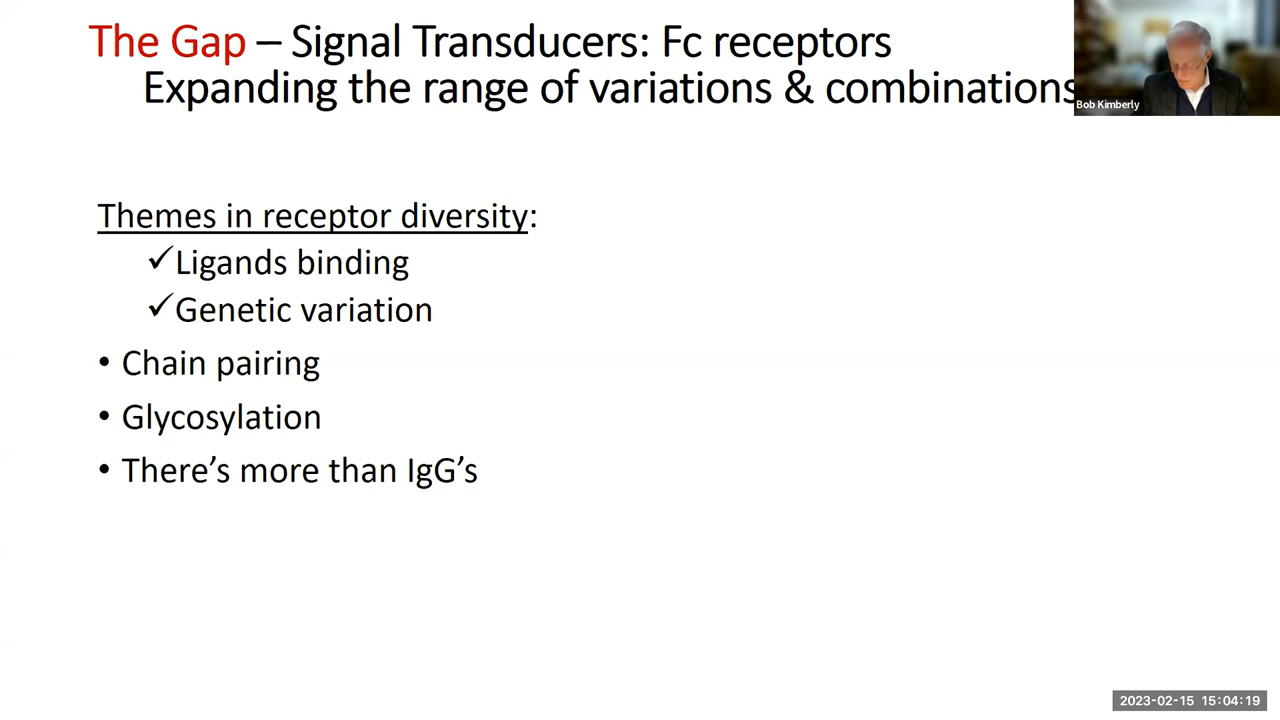 The Gap – Signal Transducers: Fc receptors
Expanding the range of variations & combinations
Bob Kimberly
Themes in receptor diversity:
✓Ligands binding
✓Genetic variation
• Chain pairing
• Glycosylation
• There’s more than IgG’s
2023-02-15 15:04:19